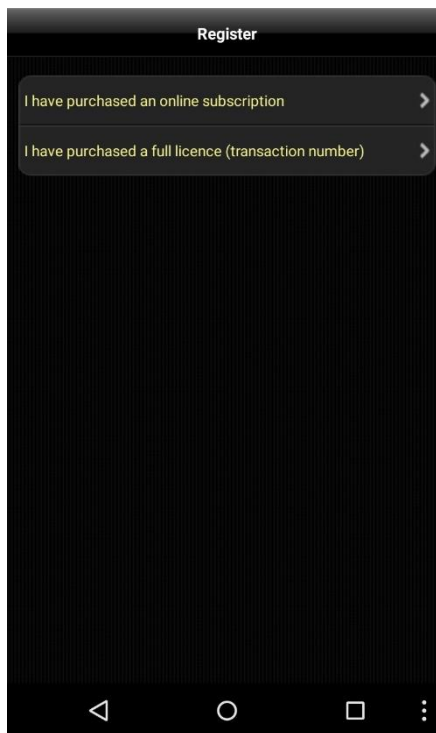 Register
I have purchased an online subscription
I have purchased a full licence (transaction number)